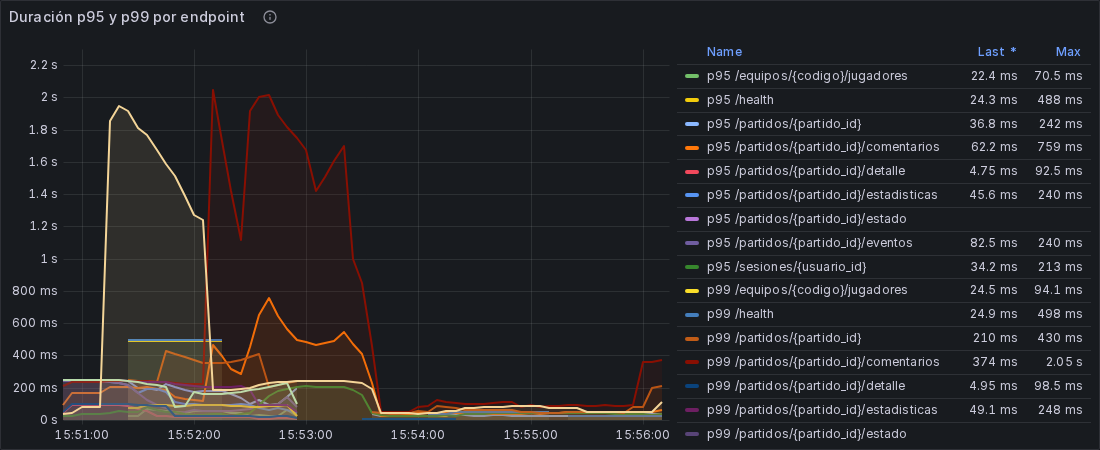 Duración p95 y p99 por endpoint
2.2 s
2 s
1.8 s
1.6 s
1.4 s
1.2 s
1 s
800 ms
600 ms
400 ms
200 ms
0 s
15:51:00 15:52:00 15:53:00 15:54:00 15:55:00 15:56:00
Name Last * Max
p95 /equipos/{codigo}/jugadores 22.4 ms 70.5 ms
p95 /health 24.3 ms 488 ms
p95 /partidos/{partido_id} 36.8 ms 242 ms
p95 /partidos/{partido_id}/comentarios 62.2 ms 759 ms
p95 /partidos/{partido_id}/detalle 4.75 ms 92.5 ms
p95 /partidos/{partido_id}/estadisticas 45.6 ms 240 ms
p95 /partidos/{partido_id}/estado
p95 /partidos/{partido_id}/eventos 82.5 ms 240 ms
p95 /sesiones/{usuario_id} 34.2 ms 213 ms
p99 /equipos/{codigo}/jugadores 24.5 ms 94.1 ms
p99 /health 24.9 ms 498 ms
p99 /partidos/{partido_id} 210 ms 430 ms
p99 /partidos/{partido_id}/comentarios 374 ms 2.05 s
p99 /partidos/{partido_id}/detalle 4.95 ms 98.5 ms
p99 /partidos/{partido_id}/estadisticas 49.1 ms 248 ms
p99 /partidos/{partido_id}/estado